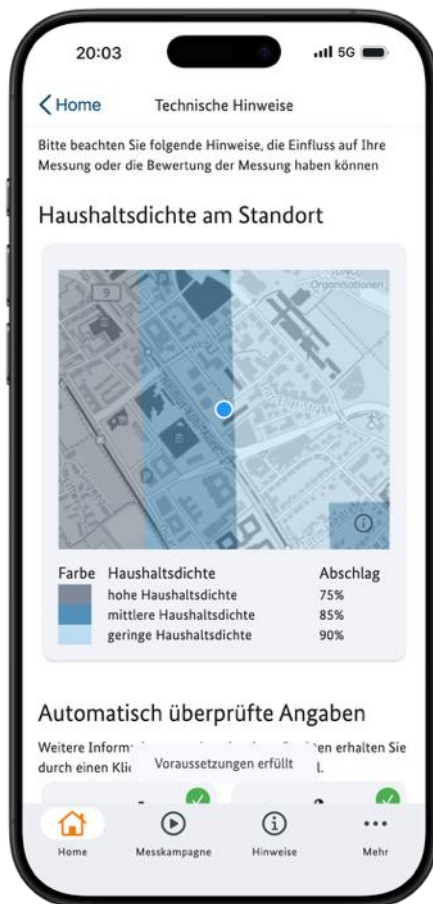 20:03
5G
Home
Technische Hinweise
Bitte beachten Sie folgende Hinweise, die Einfluss auf Ihre
Messung oder die Bewertung der Messung haben können
Haushaltsdichte am Standort
Organisationen
9
Farbe Haushaltsdichte Abschlag
hohe Haushaltsdichte 75%
mittlere Haushaltsdichte 85%
geringe Haushaltsdichte 90%
Automatisch überprüfte Angaben
Weitere erhalten Sie
durch einen
Voraussetzungen erfüllt
Home Messkampagne Hinweise Mehr